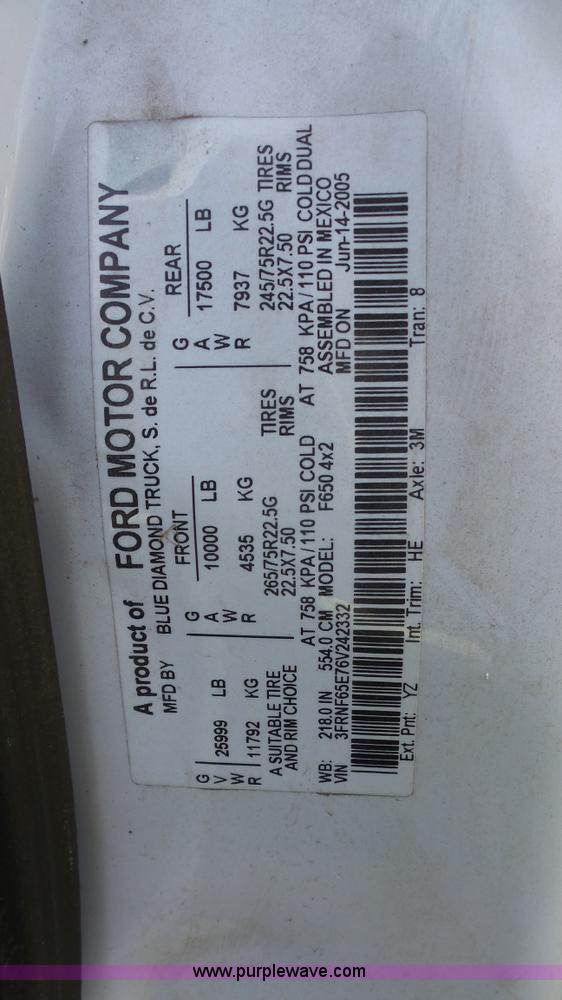 A product of FORD MOTOR COMPANY
MFD BY BLUE DIAMOND TRUCK, S. de R.L. de C.V.
FRONT REAR
GVWR 25999 LB GAWR 10000 LB GAWR 17500 LB
11792 KG 4535 KG 7937 KG
A SUITABLE TIRE 265/75R22.5G TIRES 245/75R22.5G TIRES
AND RIM CHOICE 22.5X7.50 RIMS 22.5X7.50 RIMS
AT 758 KPA/110 PSI COLD AT 758 KPA/110 PSI COLD DUAL
WB: 218.0 IN 554.0 CM MODEL: F650 4x2 ASSEMBLED IN MEXICO
VIN 3FRNF65E76V242332 MFD ON Jun-14-2005
Ext. Pnt: YZ Int. Trim: HE Axle: 3M Tran: 8
www.purplewave.com